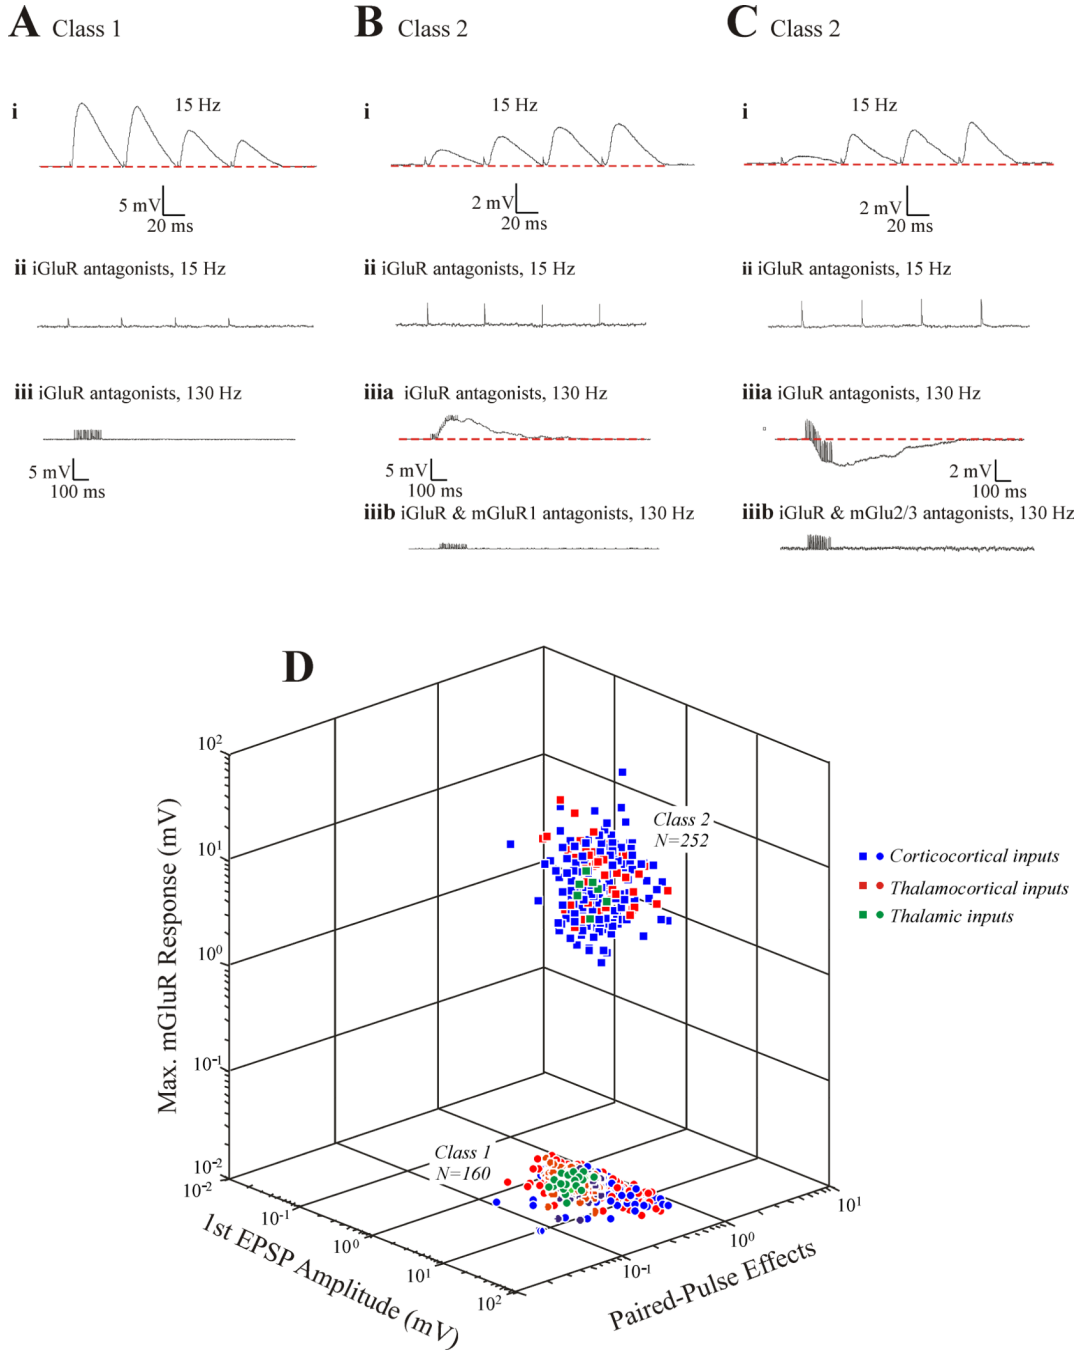 A Class 1
B Class 2
C Class 2
i
15 Hz
i
15 Hz
i
15 Hz
5 mV
20 ms
2 mV
20 ms
2 mV
20 ms
ii iGluR antagonists, 15 Hz
ii iGluR antagonists, 15 Hz
ii iGluR antagonists, 15 Hz
iii iGluR antagonists, 130 Hz
iiia iGluR antagonists, 130 Hz
iiia iGluR antagonists, 130 Hz
5 mV
100 ms
5 mV
100 ms
2 mV
100 ms
iiib iGluR & mGluR1 antagonists, 130 Hz
iiib iGluR & mGlu2/3 antagonists, 130 Hz
D
10²
10¹
10⁰
10⁻¹
10⁻²
Max. mGluR Response (mV)
Class 2
N=252
Class 1
N=160
Corticocortical inputs
Thalamocortical inputs
Thalamic inputs
10⁻²
10⁻¹
10⁰
10¹
10²
1st EPSP Amplitude (mV)
10⁻¹
10⁰
10¹
Paired-Pulse Effects